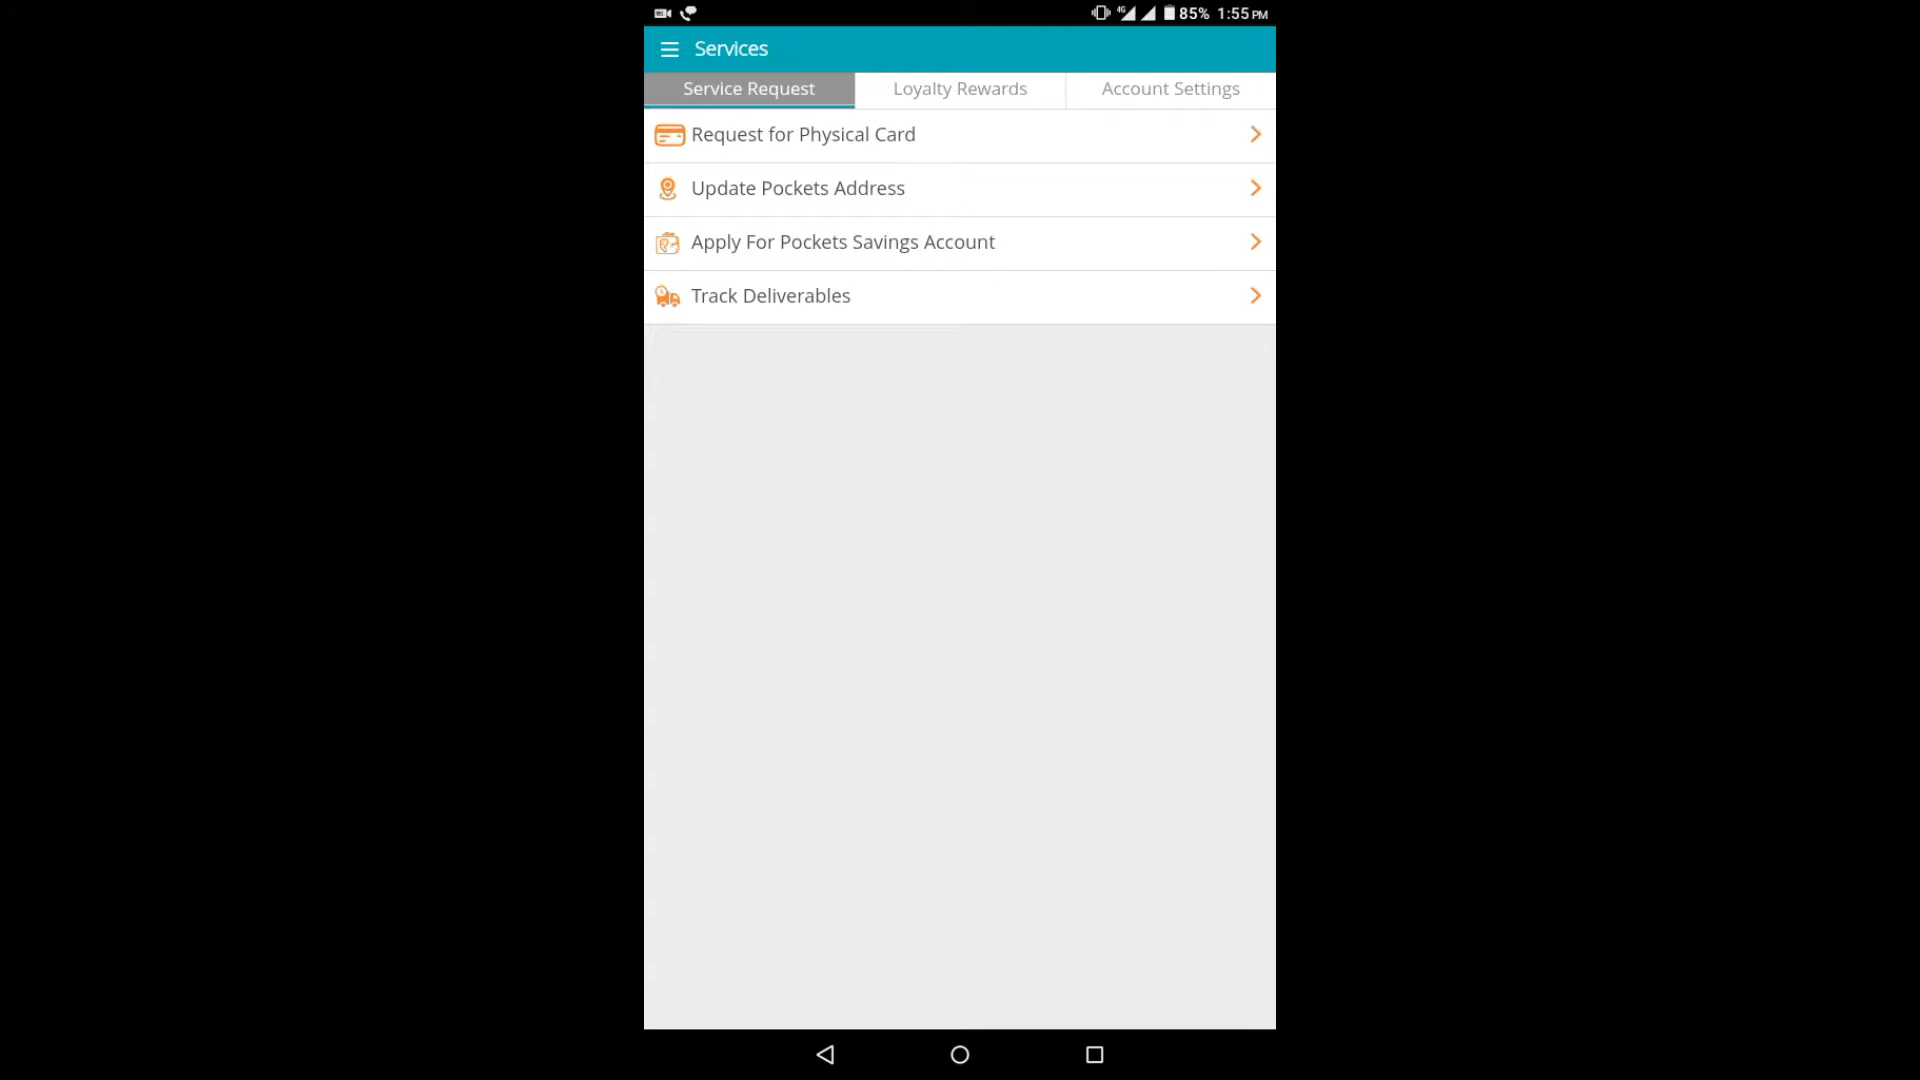 4G 85% 1:55 PM
Services
Service Request Loyalty Rewards Account Settings
Request for Physical Card
Update Pockets Address
Apply For Pockets Savings Account
Track Deliverables